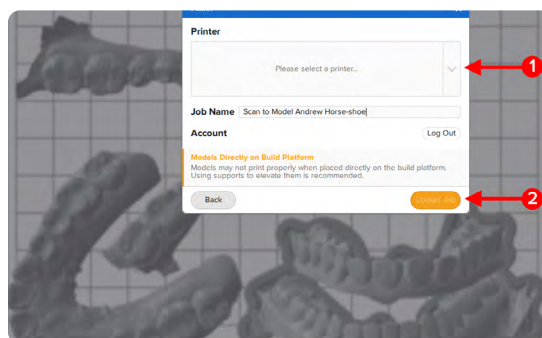 Printer
Please select a printer...
1
Job Name Scan to Model Andrew Horse-shoe
Account Log Out
Models Directly on Build Platform
Models may not print properly when placed directly on the build platform.
Using supports to elevate them is recommended.
Back Upload Job
2